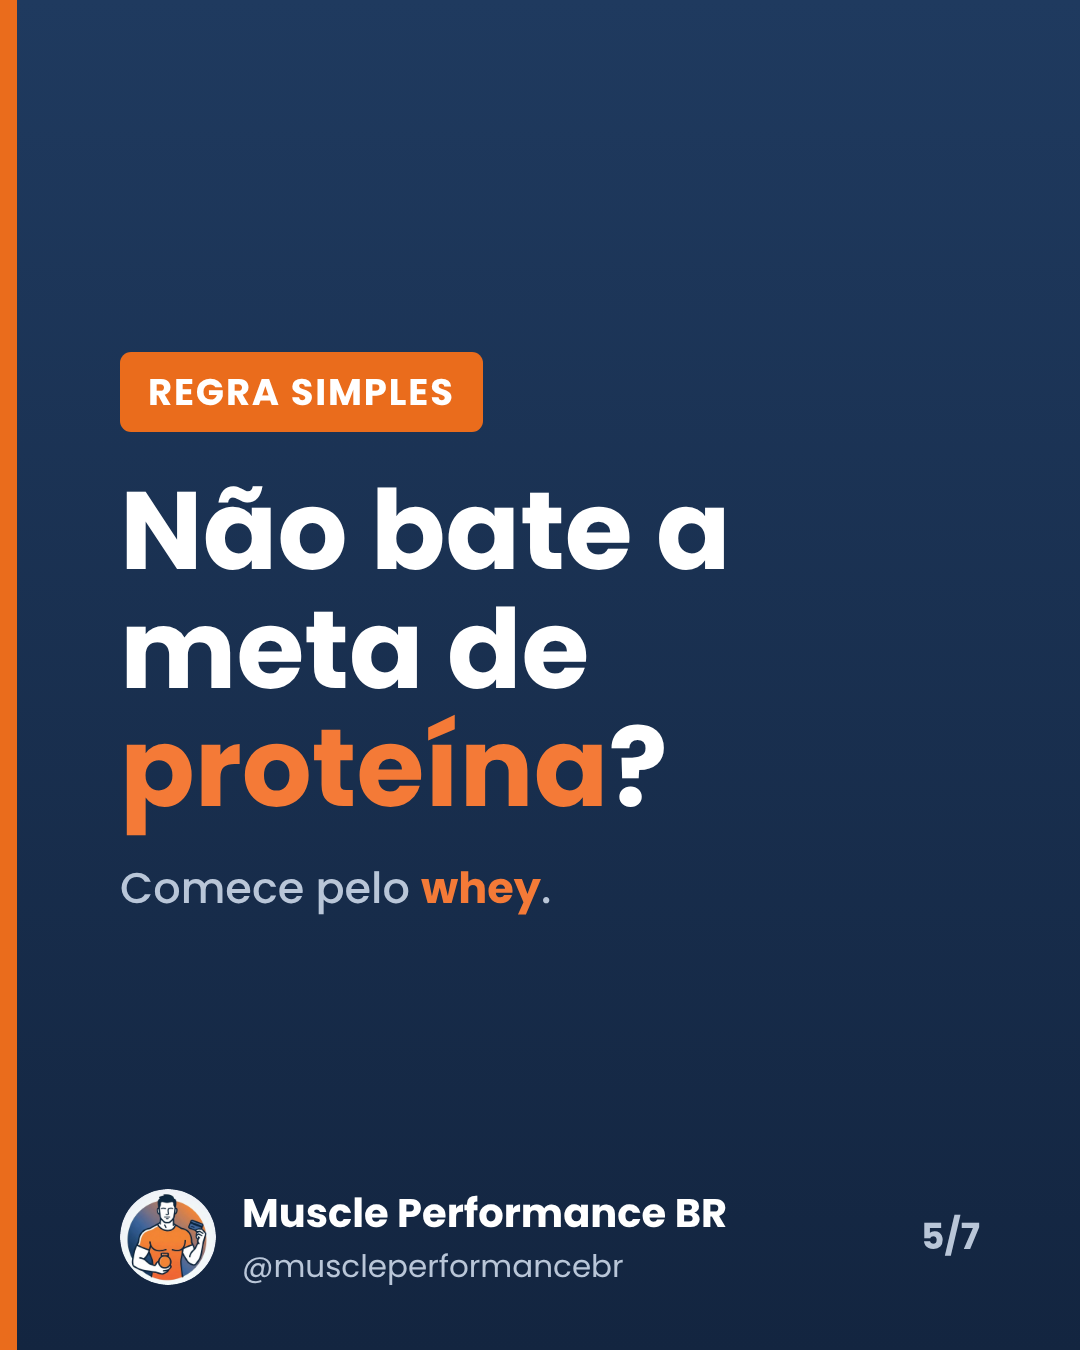 REGRA SIMPLES
Não bate a
meta de
proteína?
Comece pelo whey.
Muscle Performance BR
@muscleperformancebr
5/7